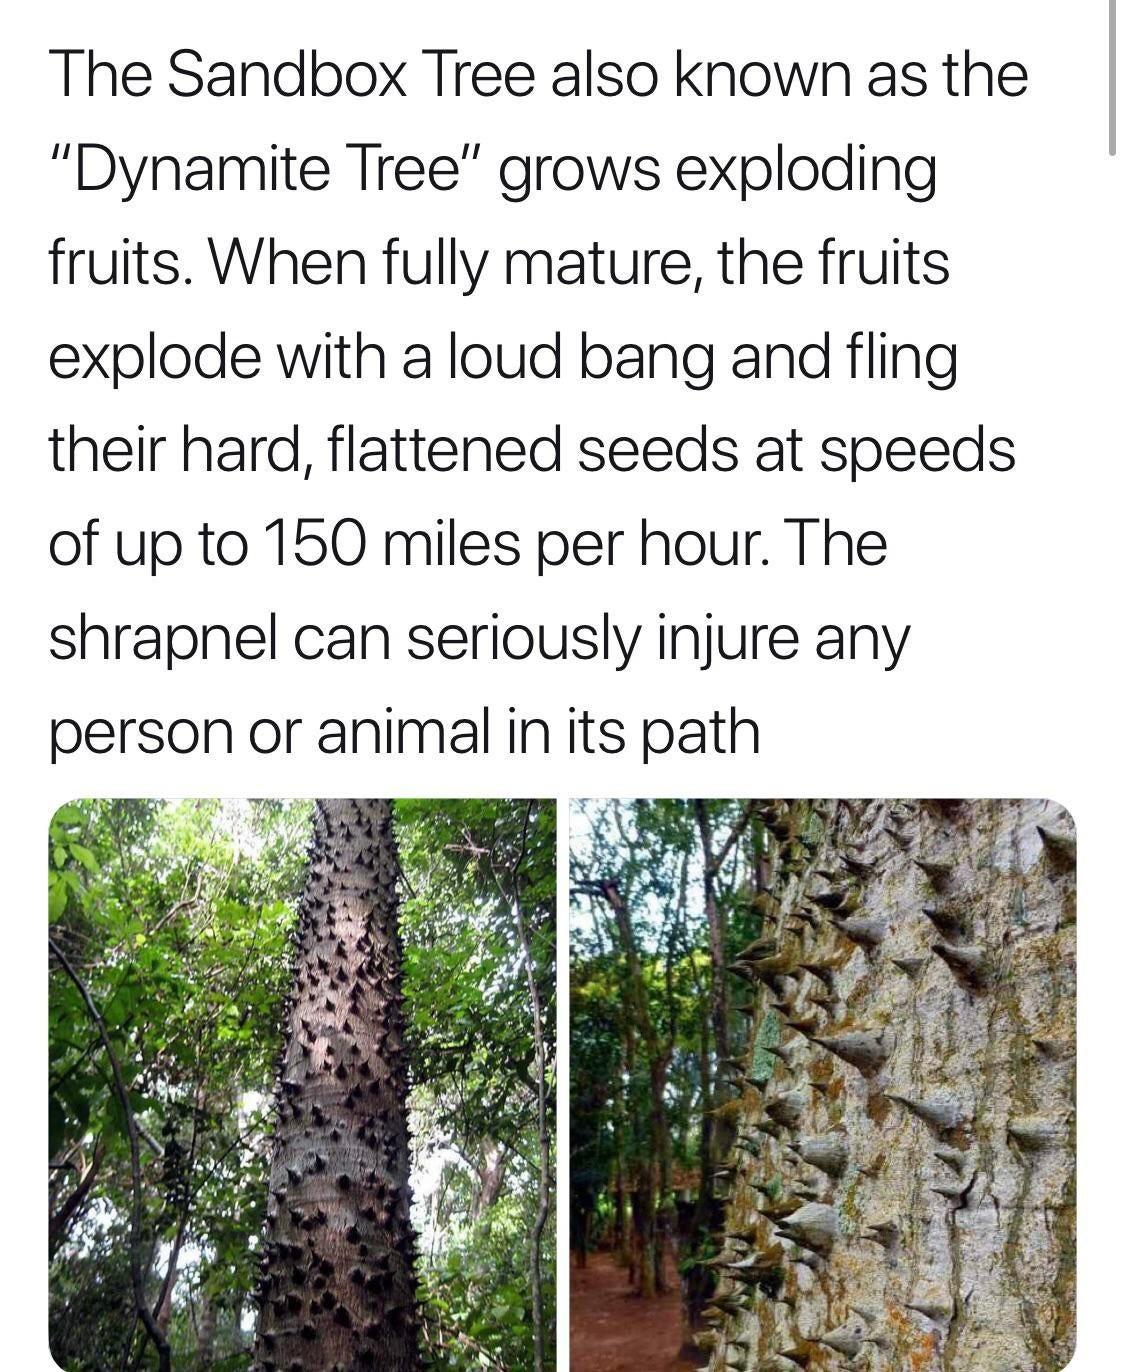 The Sandbox Tree also known as the
“Dynamite Tree” grows exploding
fruits. When fully mature, the fruits
explode with a loud bang and fling
their hard, flattened seeds at speeds
of up to 150 miles per hour. The
shrapnel can seriously injure any
person or animal in its path